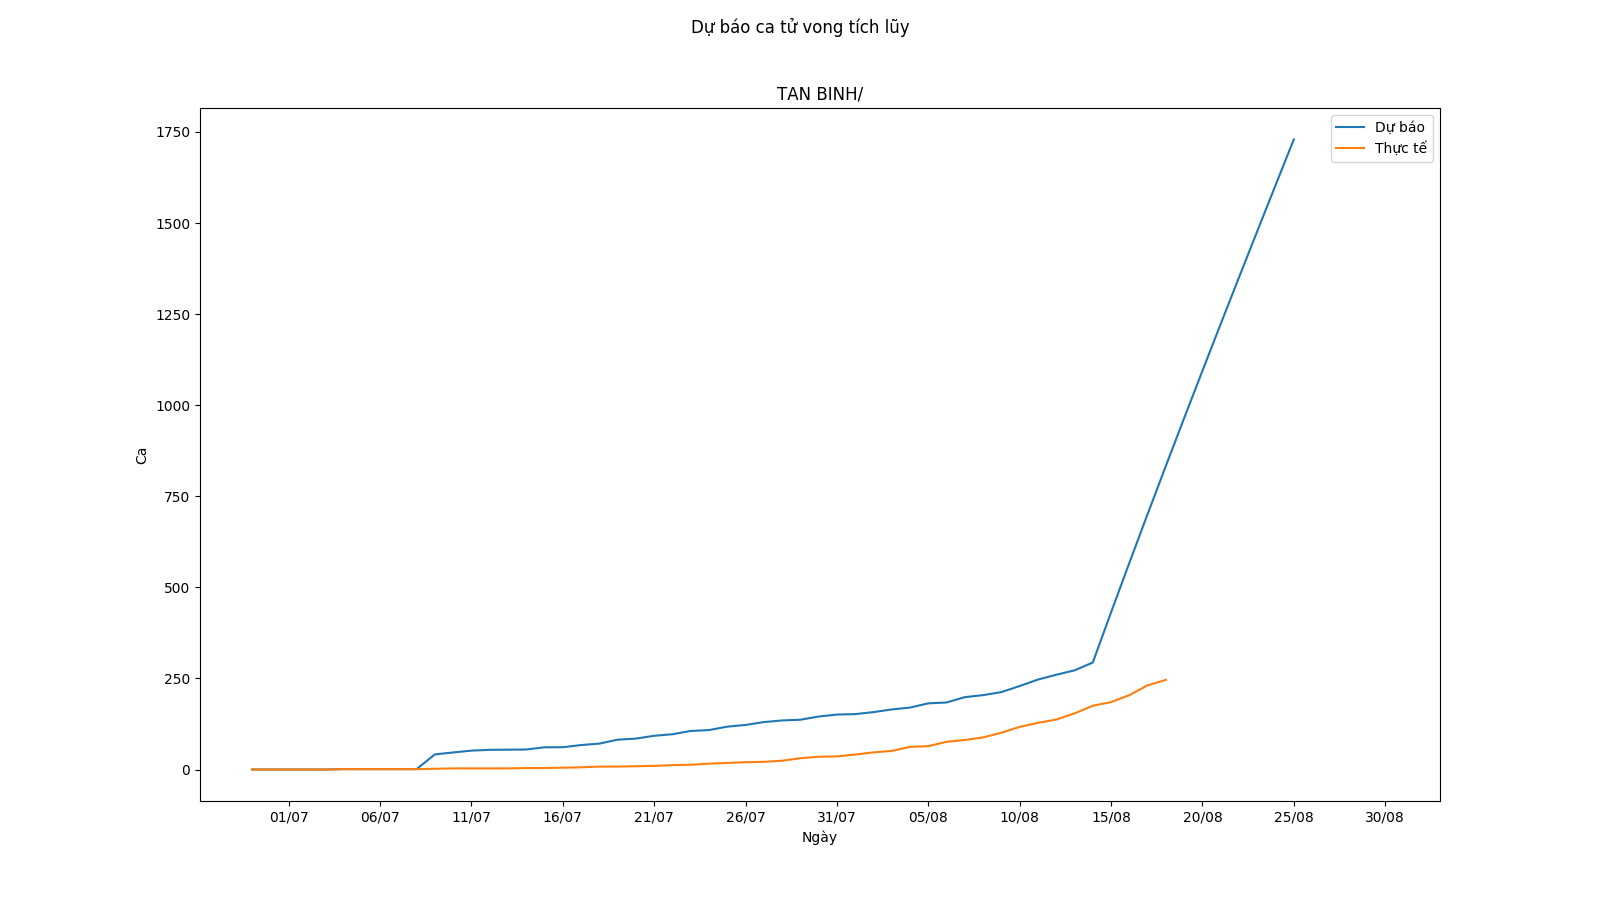 Dự báo ca tử vong tích lũy
TAN BINH/
Dự báo
Thực tế
1750
1500
1250
1000
750
500
250
0
Ca
01/07 06/07 11/07 16/07 21/07 26/07 31/07 05/08 10/08 15/08 20/08 25/08 30/08
Ngày